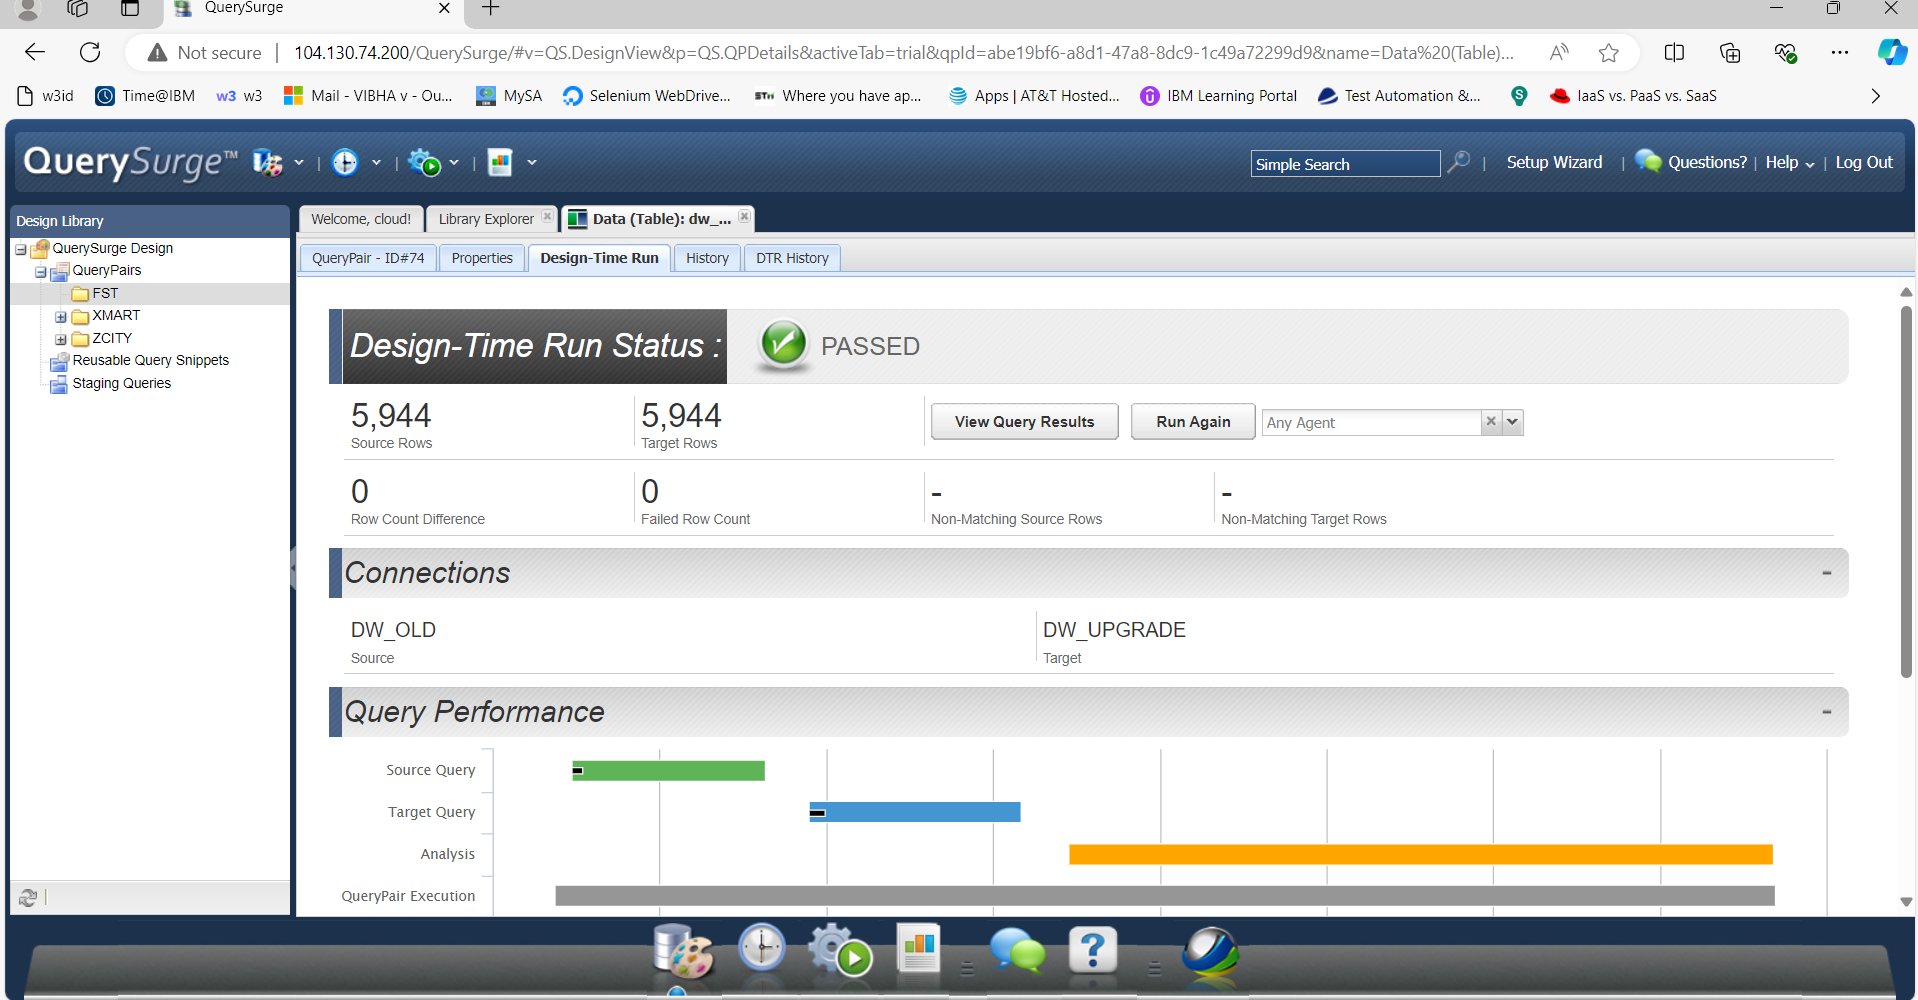 QuerySurge
Not secure
104.130.74.200/QuerySurge/#v=QS.DesignView&p=QS.QPDetails&activeTab=trial&qpId=abe19bf6-a8d1-47a8-8dc9-1c49a72299d9&name=Data%20(Table)...
w3id
Time@IBM
w3 w3
Mail - VIBHA v - Ou...
MySA
Selenium WebDrive...
STH Where you have ap...
Apps | AT&T Hosted...
IBM Learning Portal
Test Automation &...
S
IaaS vs. PaaS vs. SaaS
QuerySurge™
Simple Search
Setup Wizard
Questions?
Help
Log Out
Design Library
Welcome, cloud!
Library Explorer
Data (Table): dw_...
QuerySurge Design
QueryPairs
FST
XMART
ZCITY
Reusable Query Snippets
Staging Queries
QueryPair - ID#74
Properties
Design-Time Run
History
DTR History
Design-Time Run Status :
PASSED
5,944
Source Rows
5,944
Target Rows
View Query Results
Run Again
Any Agent
0
Row Count Difference
0
Failed Row Count
-
Non-Matching Source Rows
-
Non-Matching Target Rows
Connections
DW_OLD
Source
DW_UPGRADE
Target
Query Performance
Source Query
Target Query
Analysis
QueryPair Execution